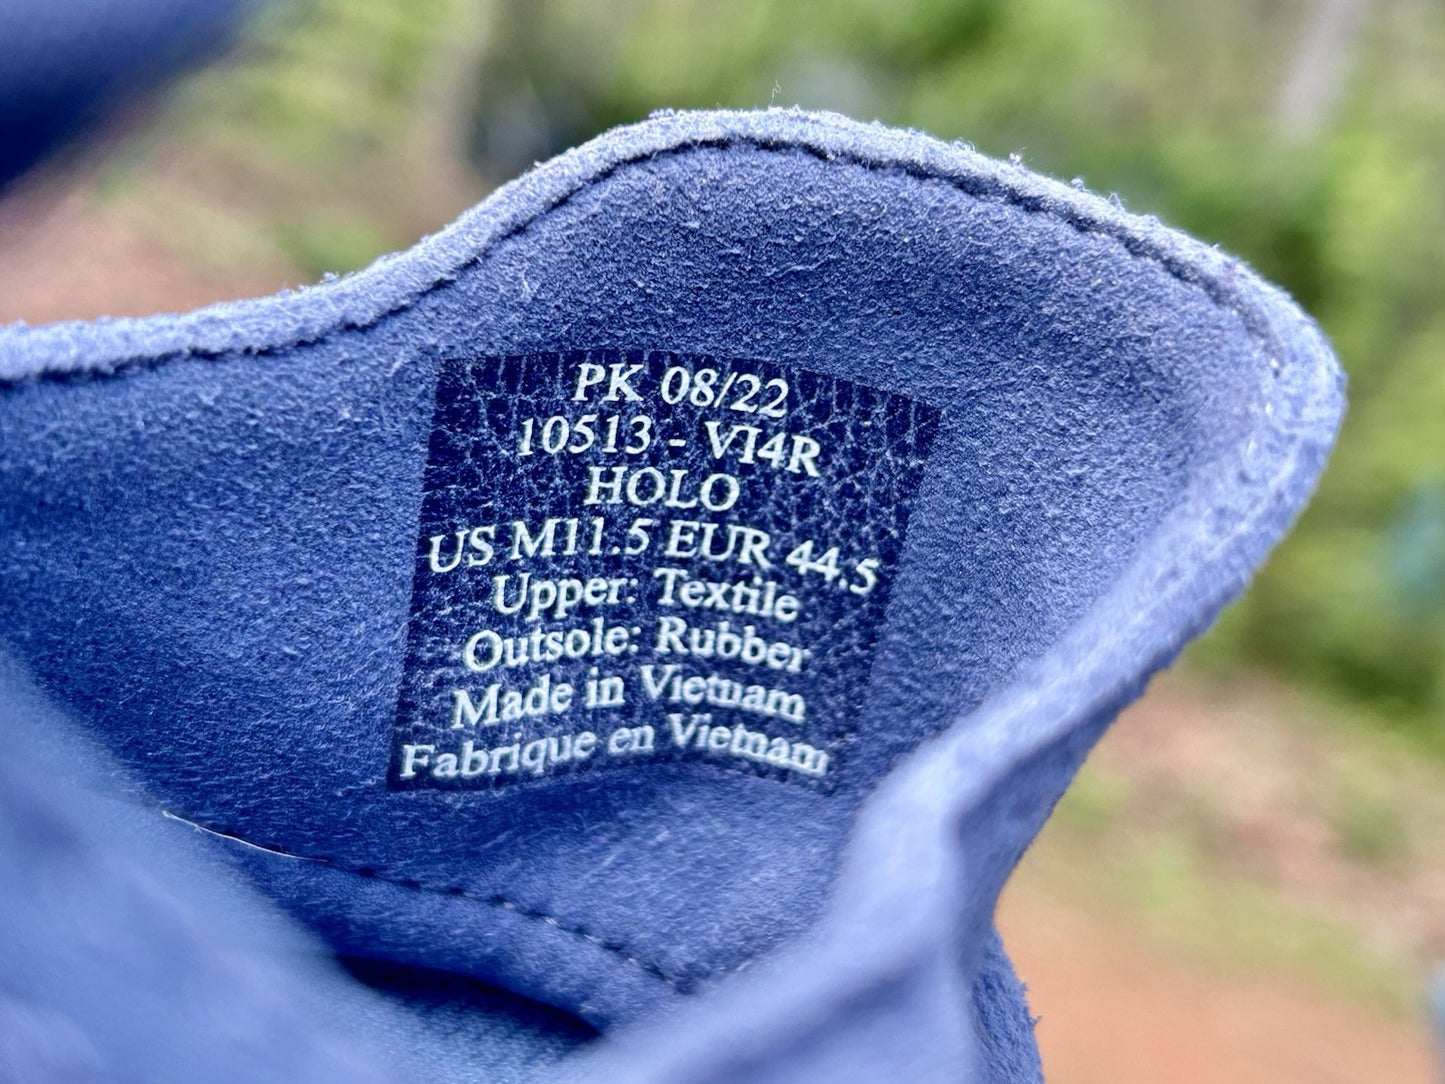 PK 08/22
10513 - VI4R
HOLO
US M11.5 EUR 44.5
Upper: Textile
Outsole: Rubber
Made in Vietnam
Fabrique en Vietnam